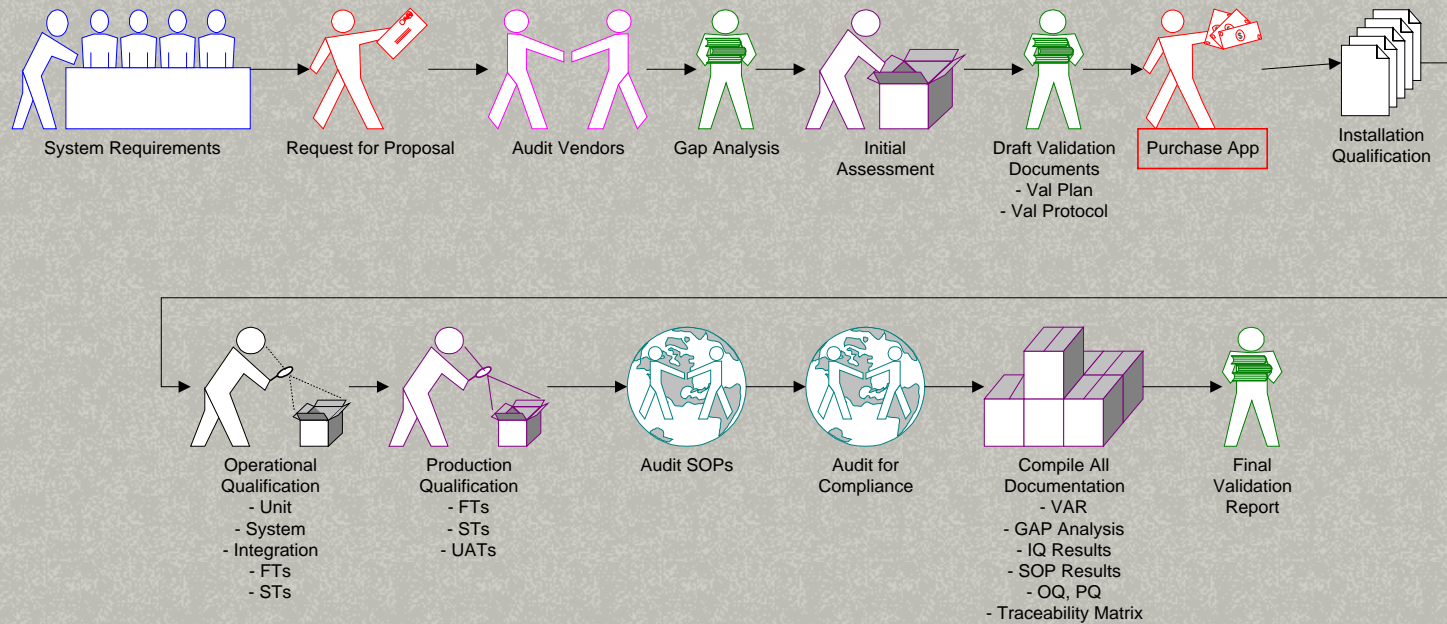 System Requirements
Request for Proposal
Audit Vendors
Gap Analysis
Initial
Assessment
Draft Validation
Documents
- Val Plan
- Val Protocol
Purchase App
Installation
Qualification
Operational
Qualification
- Unit
- System
- Integration
- FTs
- STs
Production
Qualification
- FTs
- STs
- UATs
Audit SOPs
Audit for
Compliance
Compile All
Documentation
- VAR
- GAP Analysis
- IQ Results
- SOP Results
- OQ, PQ
- Traceability Matrix
Final
Validation
Report